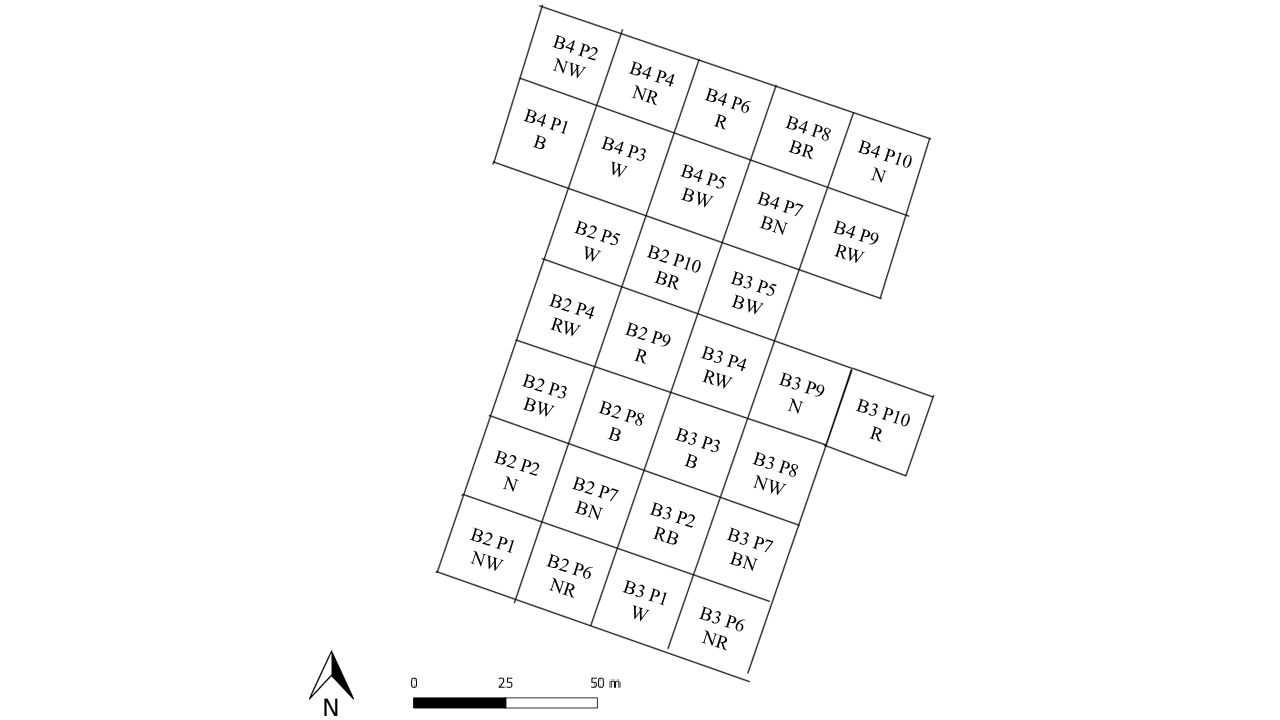 B4 P2
NW
B4 P4
NR
B4 P6
R
B4 P8
BR
B4 P10
N
B4 P1
B
B4 P3
W
B4 P5
BW
B4 P7
BN
B4 P9
RW
B2 P5
W
B2 P10
BR
B3 P5
BW
B2 P4
RW
B2 P9
R
B3 P4
RW
B3 P9
N
B3 P10
R
B2 P3
BW
B2 P8
B
B3 P3
B
B3 P8
NW
B2 P2
N
B2 P7
BN
B3 P2
RB
B3 P7
BN
B2 P1
NW
B2 P6
NR
B3 P1
W
B3 P6
NR
N
0 25 50 m